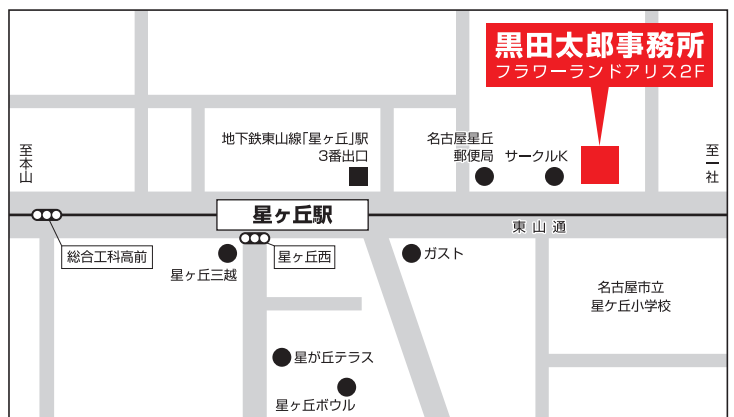 黒田太郎事務所
フラワーランドアリス2F
地下鉄東山線「星ヶ丘」駅
3番出口
名古屋星丘
郵便局
サークルK
至本山
至一社
星ヶ丘駅
東山通
総合工科高前
星ヶ丘三越
星ヶ丘西
ガスト
名古屋市立
星ケ丘小学校
星が丘テラス
星ヶ丘ボウル